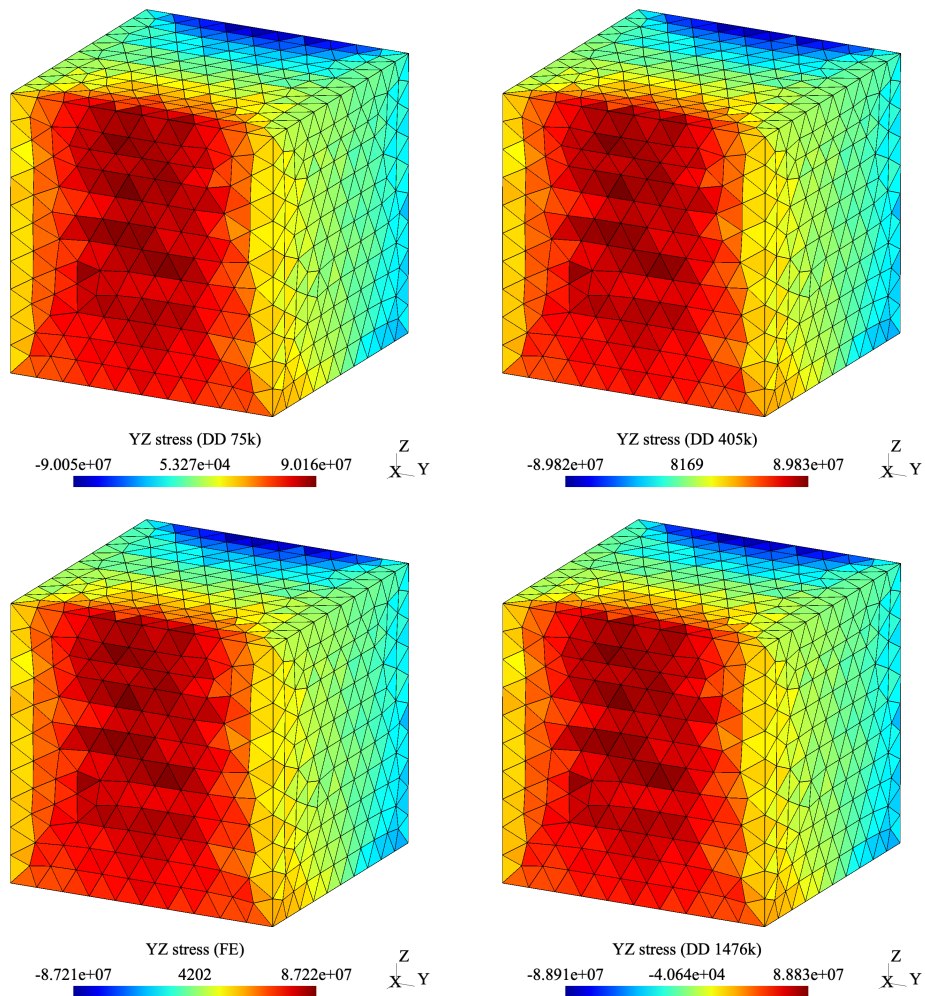 YZ stress (DD 75k)
-9.005e+07 5.327e+04 9.016e+07
Z
X Y
YZ stress (DD 405k)
-8.982e+07 8169 8.983e+07
Z
X Y
YZ stress (FE)
-8.721e+07 4202 8.722e+07
Z
X Y
YZ stress (DD 1476k)
-8.891e+07 -4.064e+04 8.883e+07
Z
X Y